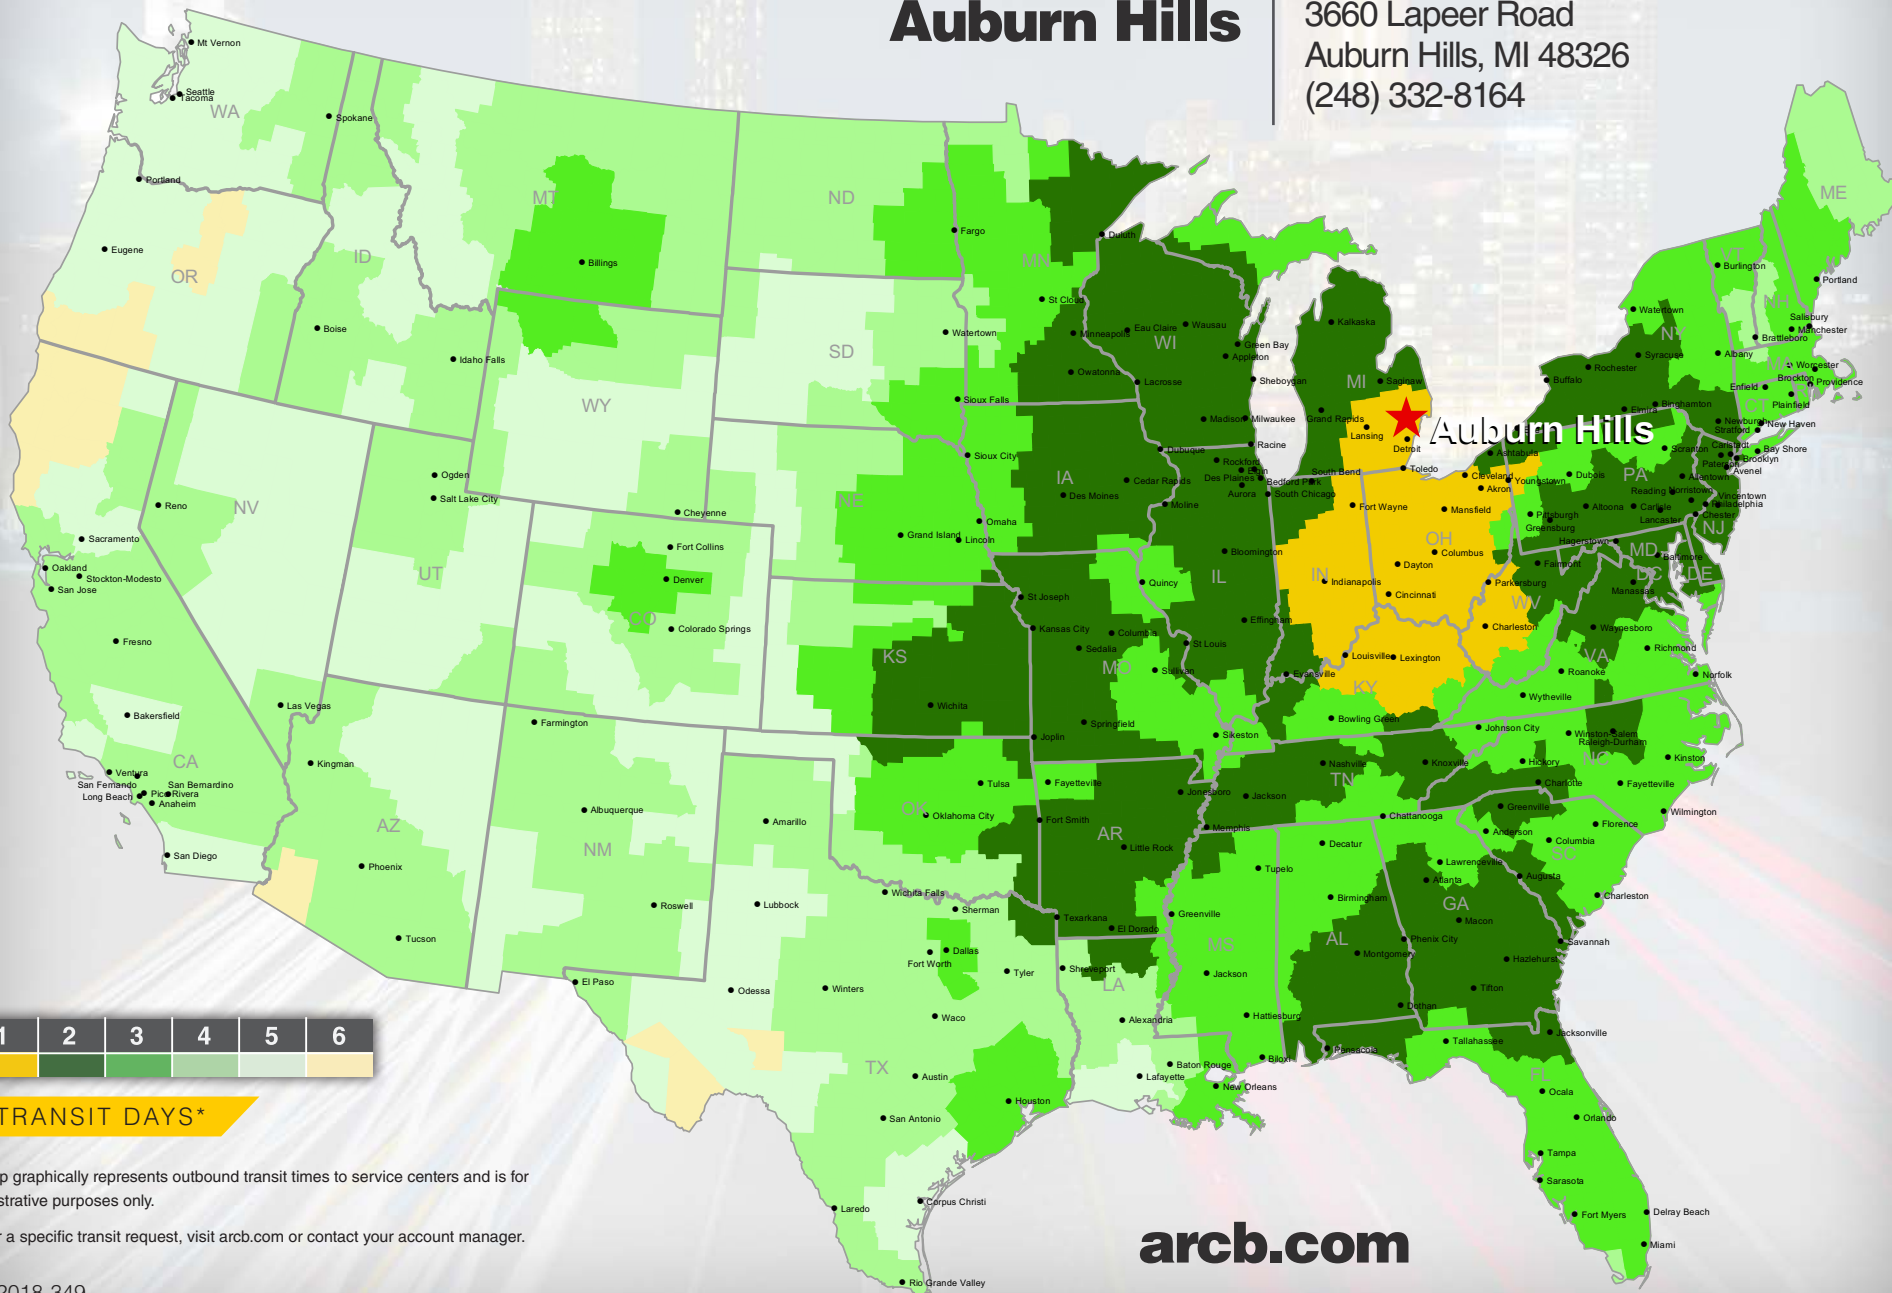 Auburn Hills
3660 Lapeer Road
Auburn Hills, MI 48326
(248) 332-8164
Mt Vernon
Seattle
Tacoma
WA
Spokane
Portland
Eugene
OR
ID
Boise
Idaho Falls
MT
Billings
ND
Fargo
MN
Duluth
St Cloud
Minneapolis
Owatonna
Watertown
SD
Sioux Falls
WY
Cheyenne
Eau Claire
Wausau
WI
Green Bay
Appleton
Lacrosse
Sheboygan
Madison
Milwaukee
Racine
Kalkaska
MI
Saginaw
Grand Rapids
Lansing
Detroit
Auburn Hills
ME
VT
Burlington
Portland
NH
Salisbury
Manchester
Brattleboro
Watertown
NY
Syracuse
Rochester
Buffalo
Albany
MA
Worcester
Brockton
Providence
Enfield
Plainfield
CT
Binghamton
Elmira
Newburgh
New Haven
Stratford
Carlstadt
Bay Shore
Paterson
Brooklyn
Avenel
Scranton
PA
Dubois
Allentown
Reading
Norristown
Vincentown
Philadelphia
Altoona
Carlisle
Lancaster
Chester
NJ
Pittsburgh
Greensburg
Hagerstown
MD
Baltimore
DC
DE
Manassas
Fairmont
Ashtabula
Cleveland
Youngstown
Akron
Toledo
Mansfield
OH
Columbus
Dayton
Cincinnati
Parkersburg
WV
Charleston
South Bend
Fort Wayne
IN
Indianapolis
Louisville
Lexington
Evansville
KY
Bowling Green
Waynesboro
VA
Richmond
Roanoke
Norfolk
Wytheville
Dubuque
Rockford
Elgin
Des Plaines
Bedford Park
Aurora
South Chicago
IA
Cedar Rapids
Des Moines
Moline
Bloomington
IL
Quincy
Effingham
Sioux City
NE
Omaha
Grand Island
Lincoln
Ogden
Salt Lake City
NV
Reno
UT
Sacramento
Oakland
Stockton-Modesto
San Jose
Fresno
Bakersfield
CA
Ventura
San Fernando
San Bernardino
Long Beach
Pico Rivera
Anaheim
San Diego
Las Vegas
Kingman
AZ
Phoenix
Tucson
Fort Collins
Denver
CO
Colorado Springs
Farmington
Albuquerque
NM
Roswell
KS
Wichita
St Joseph
Kansas City
Columbia
Sedalia
MO
St Louis
Sullivan
Springfield
Joplin
Sikeston
Tulsa
OK
Oklahoma City
Fayetteville
Jonesboro
Fort Smith
AR
Little Rock
Texarkana
El Dorado
Amarillo
Lubbock
Wichita Falls
Sherman
Dallas
Fort Worth
Tyler
El Paso
Odessa
Winters
Waco
TX
Austin
San Antonio
Houston
Corpus Christi
Laredo
Rio Grande Valley
Shreveport
LA
Alexandria
Lafayette
Baton Rouge
New Orleans
Greenville
MS
Tupelo
Jackson
Hattiesburg
Biloxi
Nashville
TN
Knoxville
Jackson
Memphis
Chattanooga
Johnson City
Winston-Salem
Raleigh-Durham
NC
Hickory
Kinston
Charlotte
Fayetteville
Wilmington
Greenville
Anderson
Florence
Columbia
SC
Charleston
Decatur
Birmingham
AL
Montgomery
Phenix City
Dothan
Lawrenceville
Atlanta
Augusta
GA
Macon
Savannah
Hazlehurst
Tifton
Pensacola
Tallahassee
Jacksonville
FL
Ocala
Orlando
Tampa
Sarasota
Fort Myers
Delray Beach
Miami
1 2 3 4 5 6
TRANSIT DAYS*
p graphically represents outbound transit times to service centers and is for
strative purposes only.
r a specific transit request, visit arcb.com or contact your account manager.
arcb.com